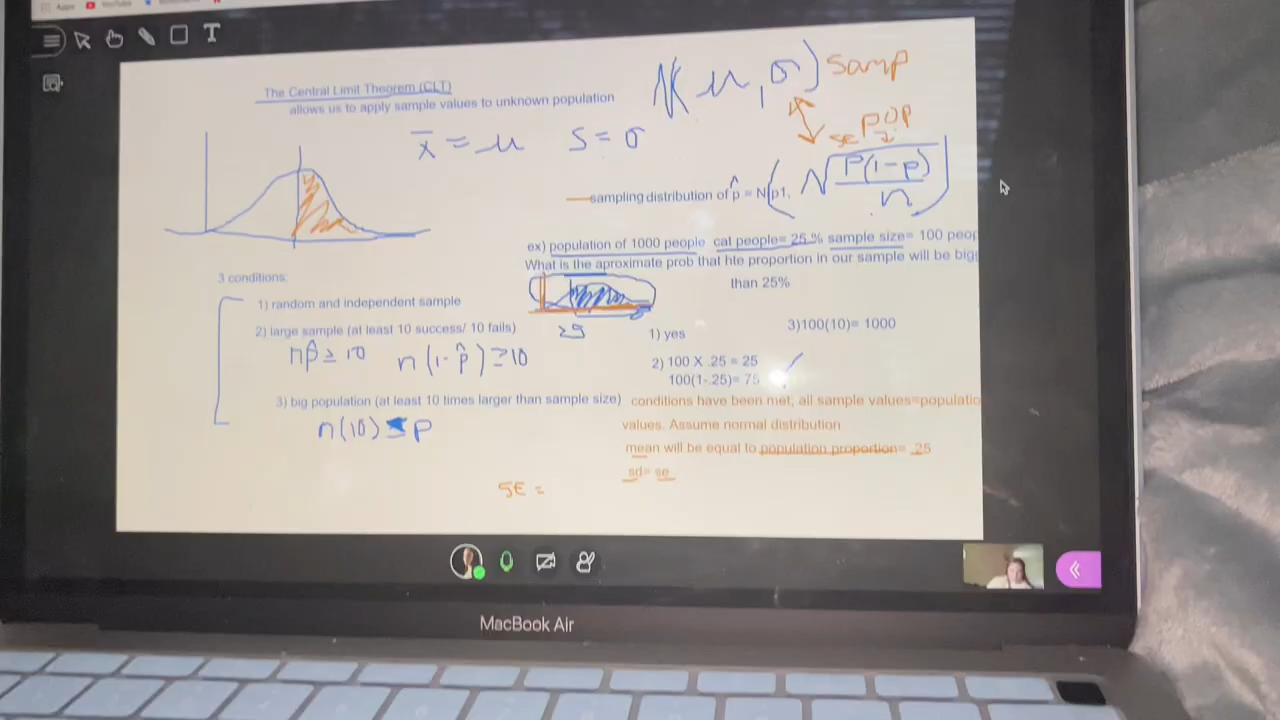 Apps YouTube
T
The Central Limit Theorem (CLT)
allows us to apply sample values to unknown population
N( μ, σ) samp
pop
se
x̄ = μ s = σ
sampling distribution of p̂ = N(p1, √(p(1-p)/n))
ex) population of 1000 people cat people= 25 % sample size= 100 peop
What is the aproximate prob that hte proportion in our sample will be bigg
than 25%
.25
3 conditions:
1) random and independent sample
2) large sample (at least 10 success/ 10 fails)
np̂ ≥ 10 n(1-p̂) ≥ 10
3) big population (at least 10 times larger than sample size)
n(10) ≤ p
1) yes
3)100(10)= 1000
2) 100 X .25 = 25
100(1-.25)= 75
conditions have been met, all sample values=populatio
values. Assume normal distribution
mean will be equal to population proportion= .25
sd= se
SE =
MacBook Air